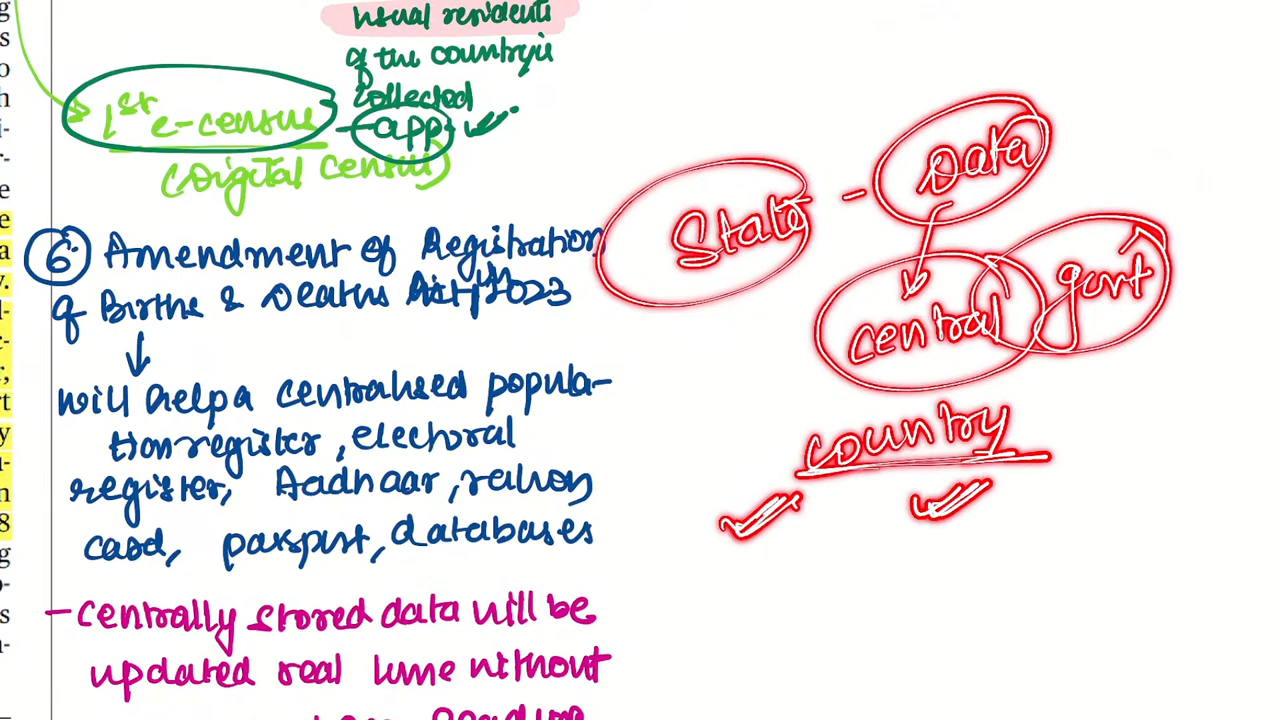 usual residents
of the country is
collected
1st e-census - app
(Digital census)
6. Amendment of Registration
of Births & Deaths Act, 2023
will help a centralised popula-
tion register, electoral
register, Aadhaar, ration
card, passport, databases
- centrally stored data will be
updated real time without
State - Data
central govt
country